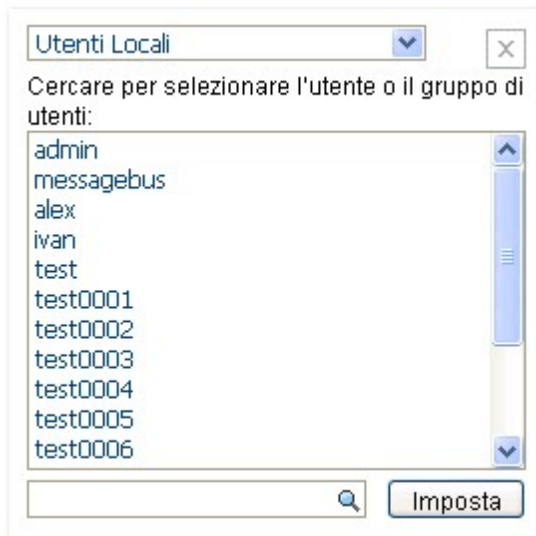 Utenti Locali
Cercare per selezionare l'utente o il gruppo di
utenti:
admin
messagebus
alex
ivan
test
test0001
test0002
test0003
test0004
test0005
test0006
Imposta